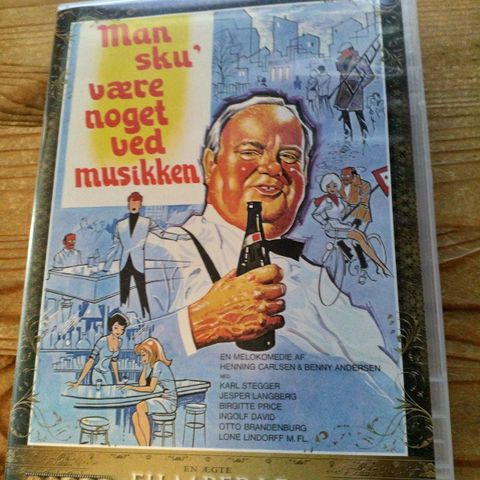 Man
sku'
være
noget
ved
musikken
EN MELOKOMEDIE AF
HENNING CARLSEN & BENNY ANDERSEN
MED
KARL STEGGER
JESPER LANGBERG
BIRGITTE PRICE
INGOLF DAVID
OTTO BRANDENBURG
LONE LINDORFF M.FL.
EN ÆGTE